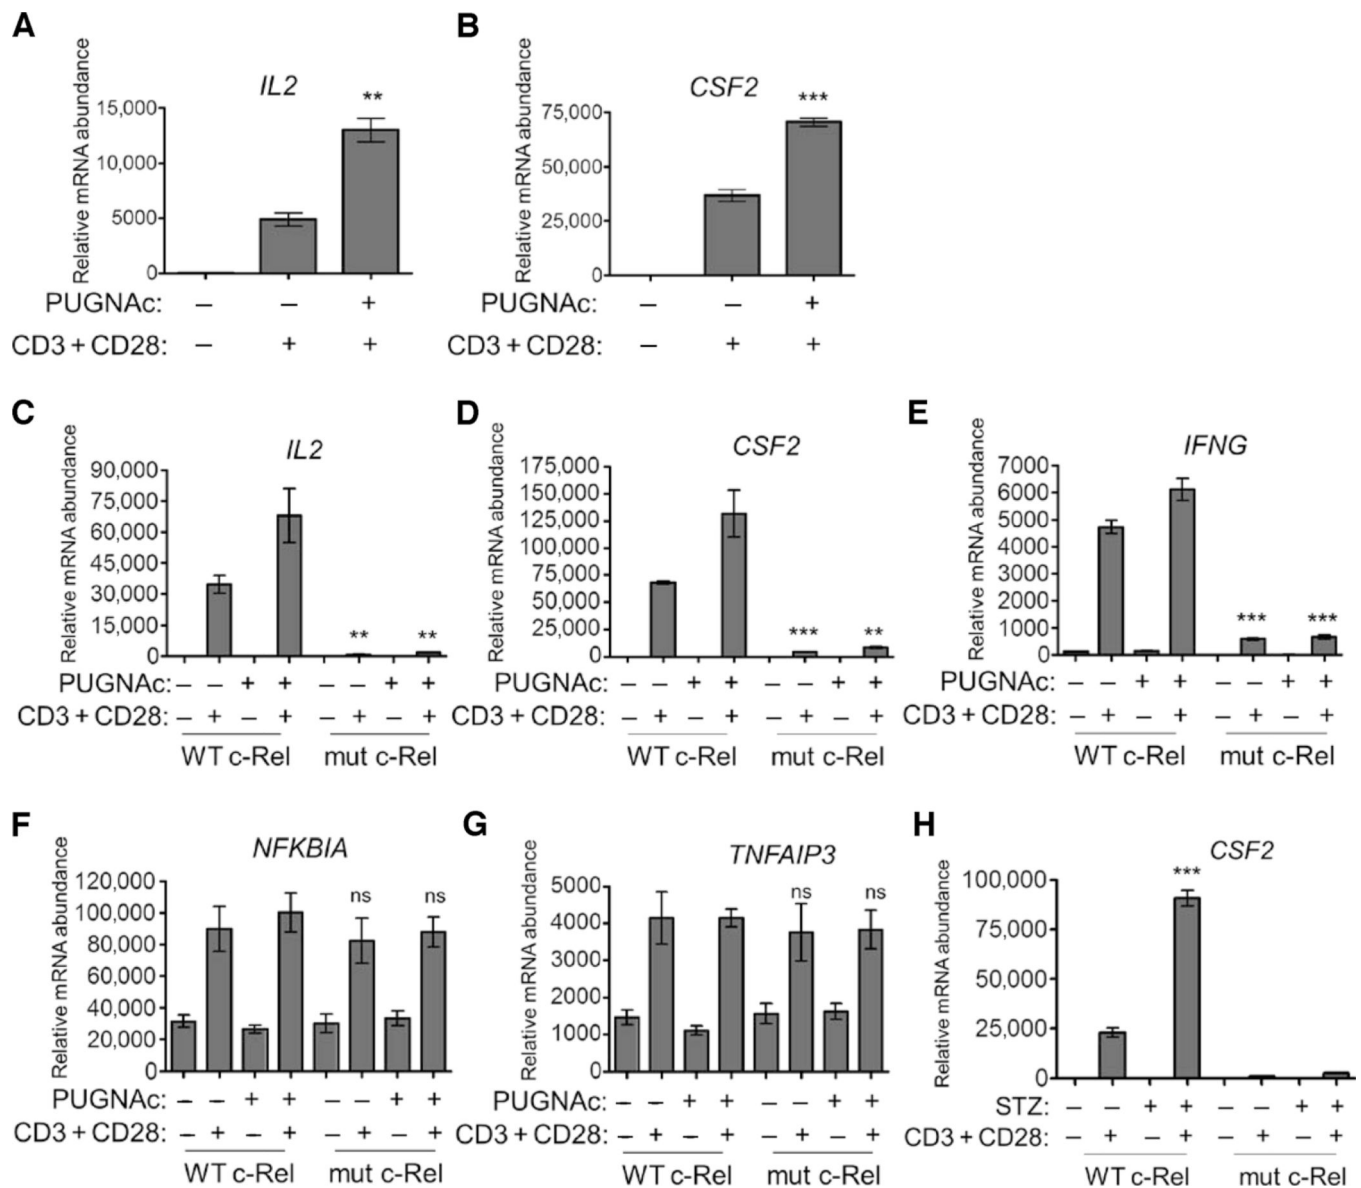 A
IL2
Relative mRNA abundance
15,000
10,000
5000
0
**
PUGNAc: – – +
CD3 + CD28: – + +
B
CSF2
Relative mRNA abundance
75,000
50,000
25,000
0
***
PUGNAc: – – +
CD3 + CD28: – + +
C
IL2
Relative mRNA abundance
90,000
75,000
60,000
45,000
30,000
15,000
0
** **
PUGNAc: – – + + – – + +
CD3 + CD28: – + – + – + – +
WT c-Rel mut c-Rel
D
CSF2
Relative mRNA abundance
175,000
150,000
125,000
100,000
75,000
50,000
25,000
0
*** **
PUGNAc: – – + + – – + +
CD3 + CD28: – + – + – + – +
WT c-Rel mut c-Rel
E
IFNG
Relative mRNA abundance
7000
6000
5000
4000
3000
2000
1000
0
*** ***
PUGNAc: – – + + – – + +
CD3 + CD28: – + – + – + – +
WT c-Rel mut c-Rel
F
NFKBIA
Relative mRNA abundance
120,000
100,000
80,000
60,000
40,000
20,000
0
ns ns
PUGNAc: – – + + – – + +
CD3 + CD28: – + – + – + – +
WT c-Rel mut c-Rel
G
TNFAIP3
Relative mRNA abundance
5000
4000
3000
2000
1000
0
ns ns
PUGNAc: – – + + – – + +
CD3 + CD28: – + – + – + – +
WT c-Rel mut c-Rel
H
CSF2
Relative mRNA abundance
100,000
75,000
50,000
25,000
0
***
STZ: – – + + – – + +
CD3 + CD28: – + – + – + – +
WT c-Rel mut c-Rel